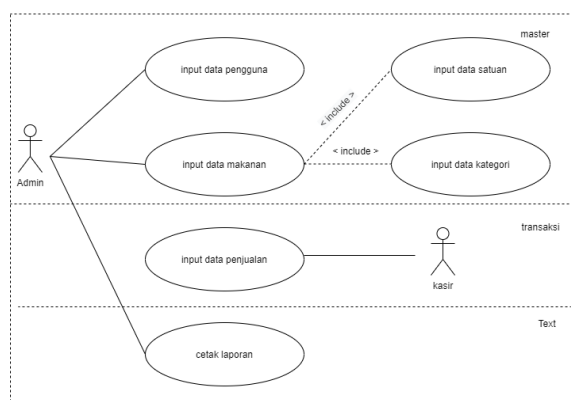 master
input data pengguna
input data satuan
< include >
< include >
input data makanan
input data kategori
Admin
transaksi
input data penjualan
kasir
Text
cetak laporan